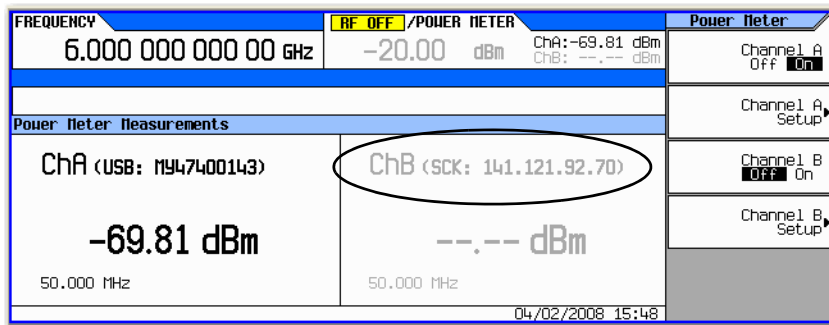 FREQUENCY
6.000 000 000 00 GHz
RF OFF /POWER METER
-20.00 dBm
ChA:-69.81 dBm
ChB: --.-- dBm
Power Meter Measurements
ChA (USB: MY47400143)
-69.81 dBm
50.000 MHz
ChB (SCK: 141.121.92.70)
--.-- dBm
50.000 MHz
04/02/2008 15:48
Power Meter
Channel A
Off On
Channel A
Setup
Channel B
Off On
Channel B
Setup